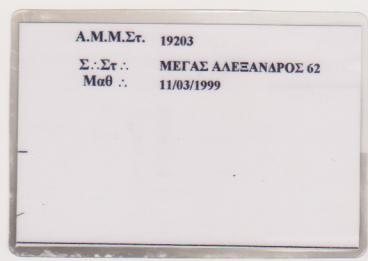 Α.Μ.Μ.Στ. 19203
Σ∴Στ∴ ΜΕΓΑΣ ΑΛΕΞΑΝΔΡΟΣ 62
Μαθ ∴ 11/03/1999